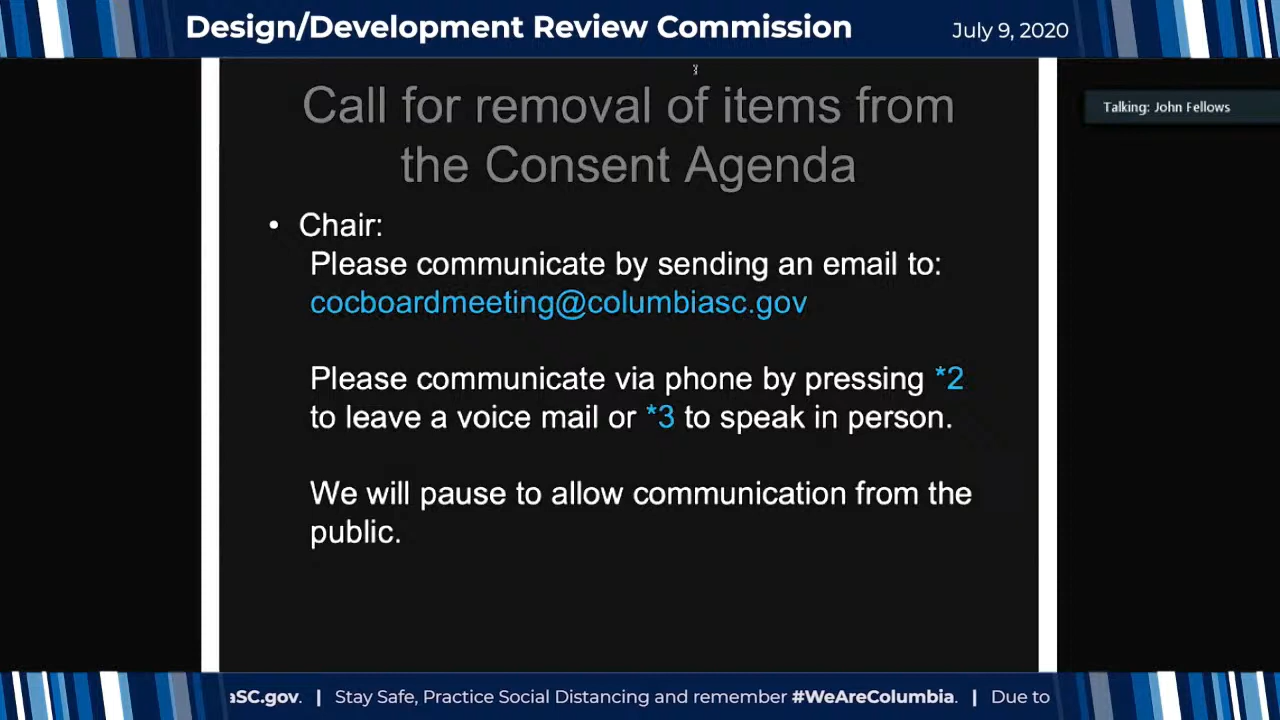 Design/Development Review Commission
July 9, 2020
Talking: John Fellows
Call for removal of items from
the Consent Agenda
• Chair:
Please communicate by sending an email to:
cocboardmeeting@columbiasc.gov
Please communicate via phone by pressing *2
to leave a voice mail or *3 to speak in person.
We will pause to allow communication from the
public.
aSC.gov. | Stay Safe, Practice Social Distancing and remember #WeAreColumbia. | Due to